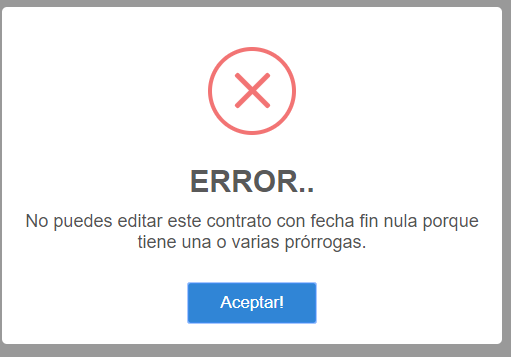 ERROR..
No puedes editar este contrato con fecha fin nula porque
tiene una o varias prórrogas.
Aceptar!